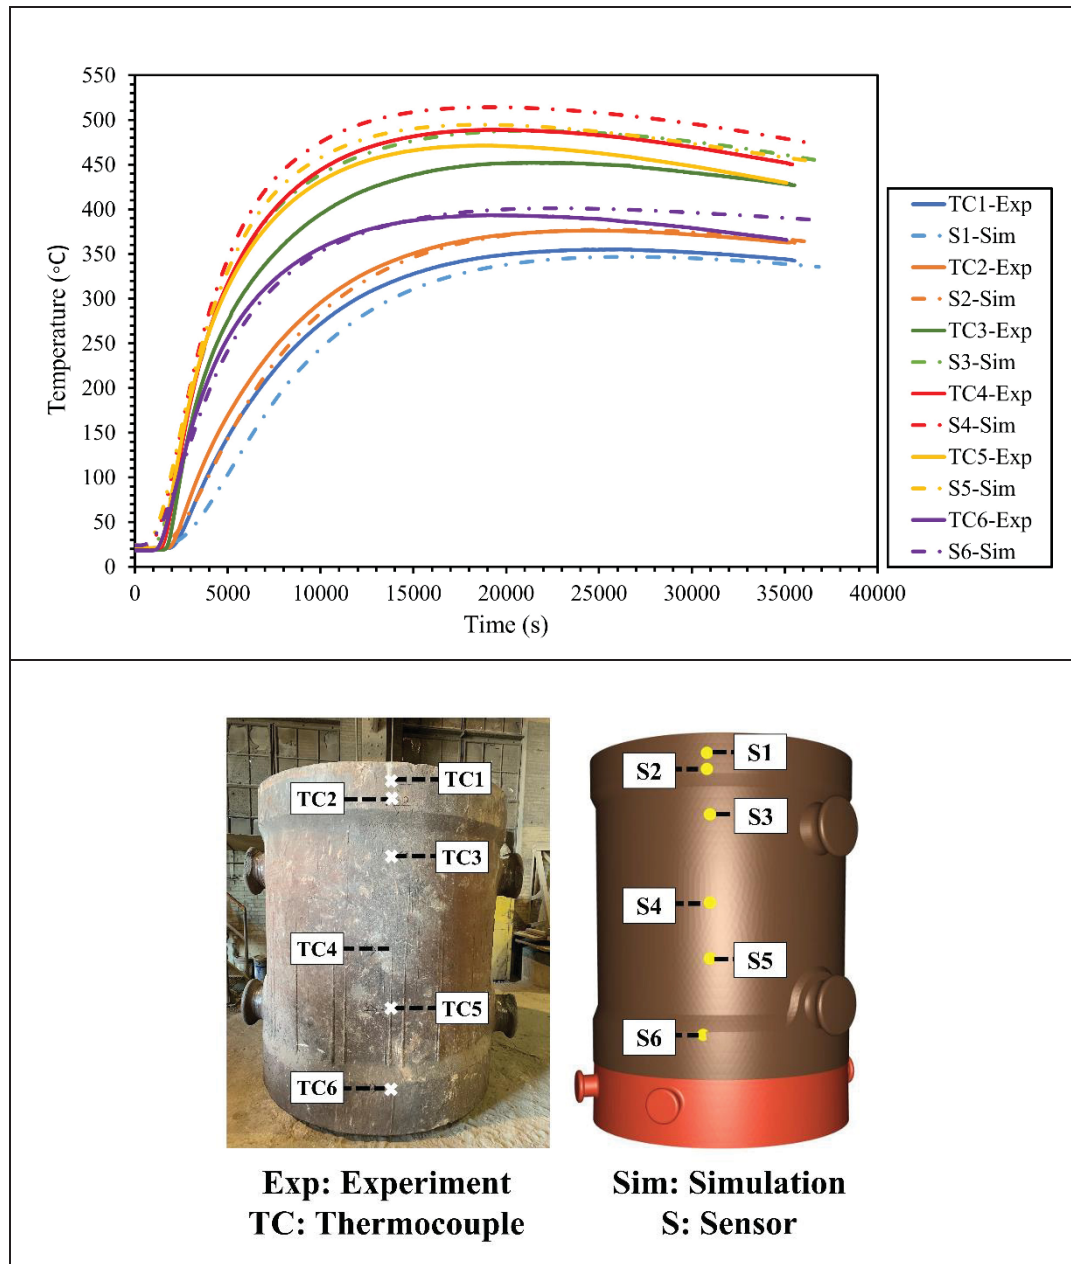 550
500
450
400
350
300
250
200
150
100
50
0
Temperature (°C)
0 5000 10000 15000 20000 25000 30000 35000 40000
Time (s)
TC1-Exp
S1-Sim
TC2-Exp
S2-Sim
TC3-Exp
S3-Sim
TC4-Exp
S4-Sim
TC5-Exp
S5-Sim
TC6-Exp
S6-Sim
TC1
TC2
TC3
TC4
TC5
TC6
S1
S2
S3
S4
S5
S6
Exp: Experiment
TC: Thermocouple
Sim: Simulation
S: Sensor